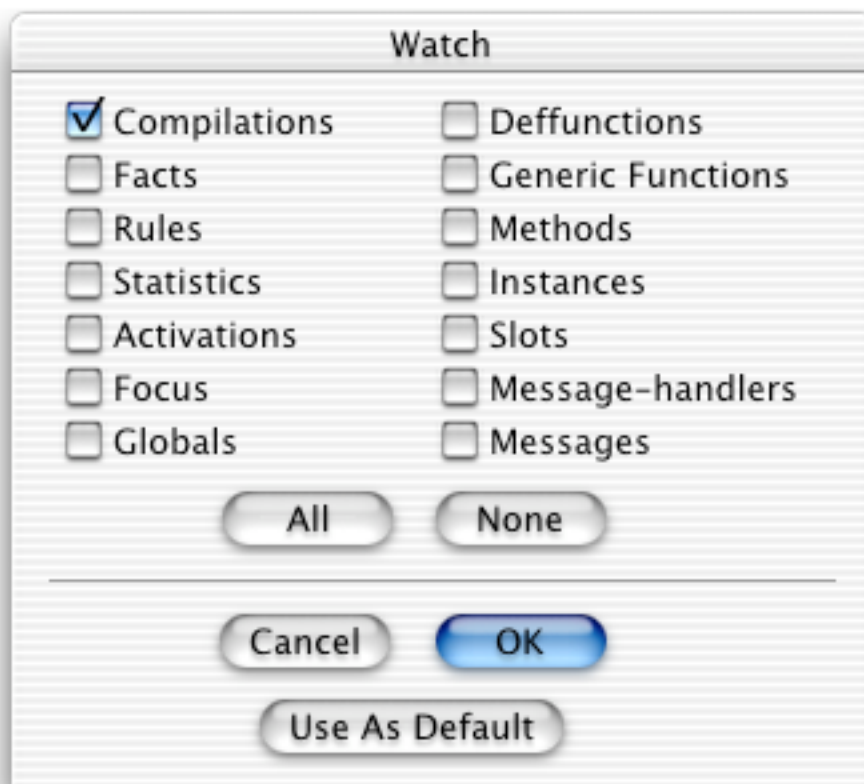 Watch
Compilations Deffunctions
Facts Generic Functions
Rules Methods
Statistics Instances
Activations Slots
Focus Message-handlers
Globals Messages
All None
Cancel OK
Use As Default